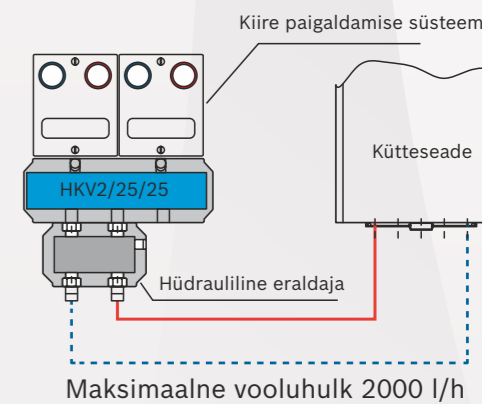 Kiire paigaldamise süsteem
Kütteseade
HKV2/25/25
Hüdrauliline eraldaja
Maksimaalne vooluhulk 2000 l/h